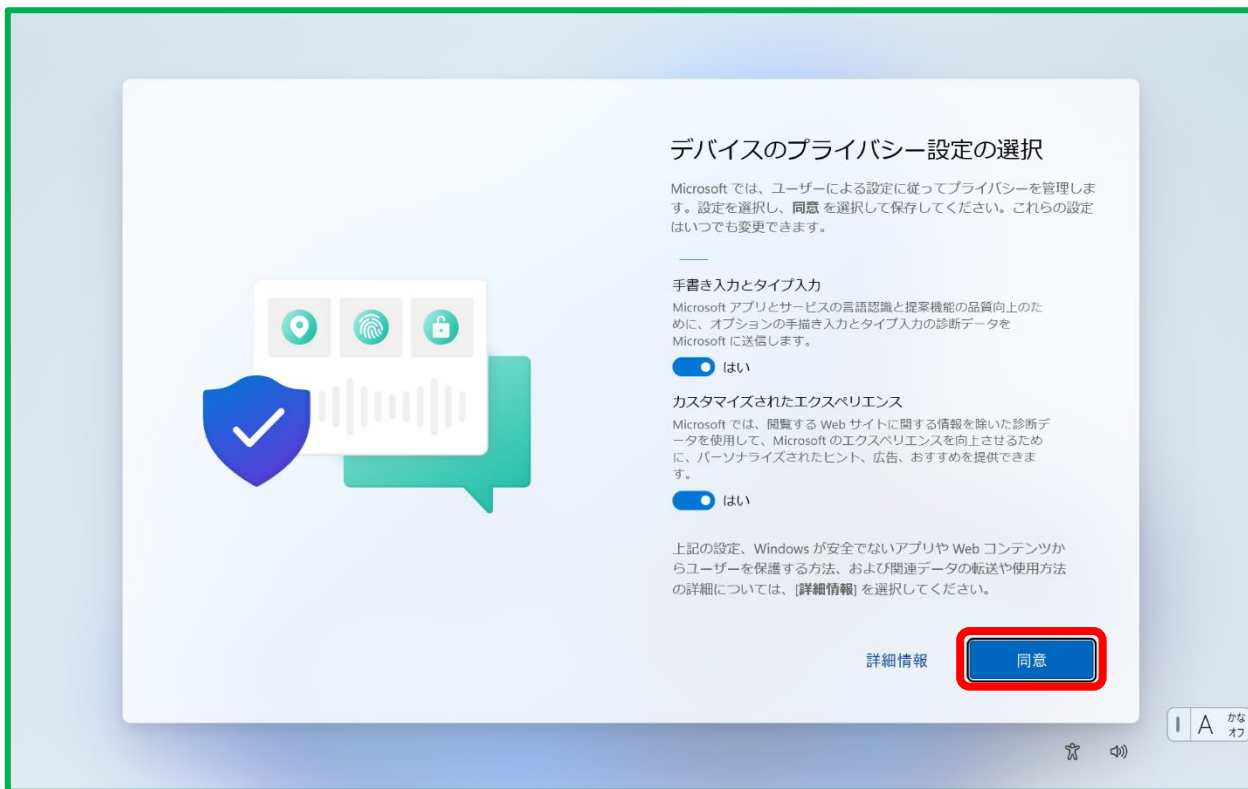 デバイスのプライバシー設定の選択
Microsoft では、ユーザーによる設定に従ってプライバシーを管理しま
す。設定を選択し、同意 を選択して保存してください。これらの設定
はいつでも変更できます。
手書き入力とタイプ入力
Microsoft アプリとサービスの言語認識と提案機能の品質向上のた
めに、オプションの手描き入力とタイプ入力の診断データを
Microsoft に送信します。
はい
カスタマイズされたエクスペリエンス
Microsoft では、閲覧する Web サイトに関する情報を除いた診断デ
ータを使用して、Microsoft のエクスペリエンスを向上させるため
に、パーソナライズされたヒント、広告、おすすめを提供できま
す。
はい
上記の設定、Windows が安全でないアプリや Web コンテンツか
らユーザーを保護する方法、および関連データの転送や使用方法
の詳細については、[詳細情報] を選択してください。
詳細情報
同意
A
かな
オフ